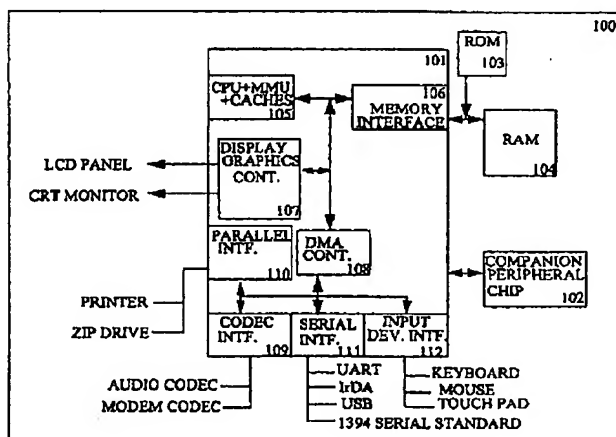 100
ROM
103
101
CPU+MMU
+CACHES
105
106
MEMORY
INTERFACE
RAM
104
LCD PANEL
CRT MONITOR
DISPLAY
GRAPHICS
CONT.
107
PARALLEL
INTF.
110
DMA
CONT.
108
COMPANION
PERIPHERAL
CHIP
102
PRINTER
ZIP DRIVE
CODEC
INTF.
109
SERIAL
INTF.
111
INPUT
DEV. INTF.
112
AUDIO CODEC
MODEM CODEC
UART
IrDA
USB
1394 SERIAL STANDARD
KEYBOARD
MOUSE
TOUCH PAD